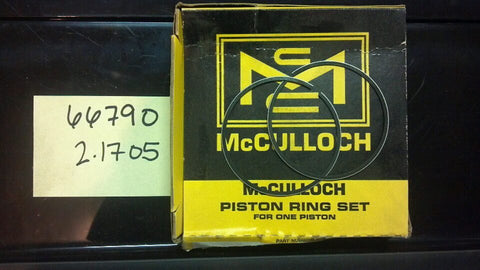 66790
2.1705
McCULLOCH
McCULLOCH
PISTON RING SET
FOR ONE PISTON